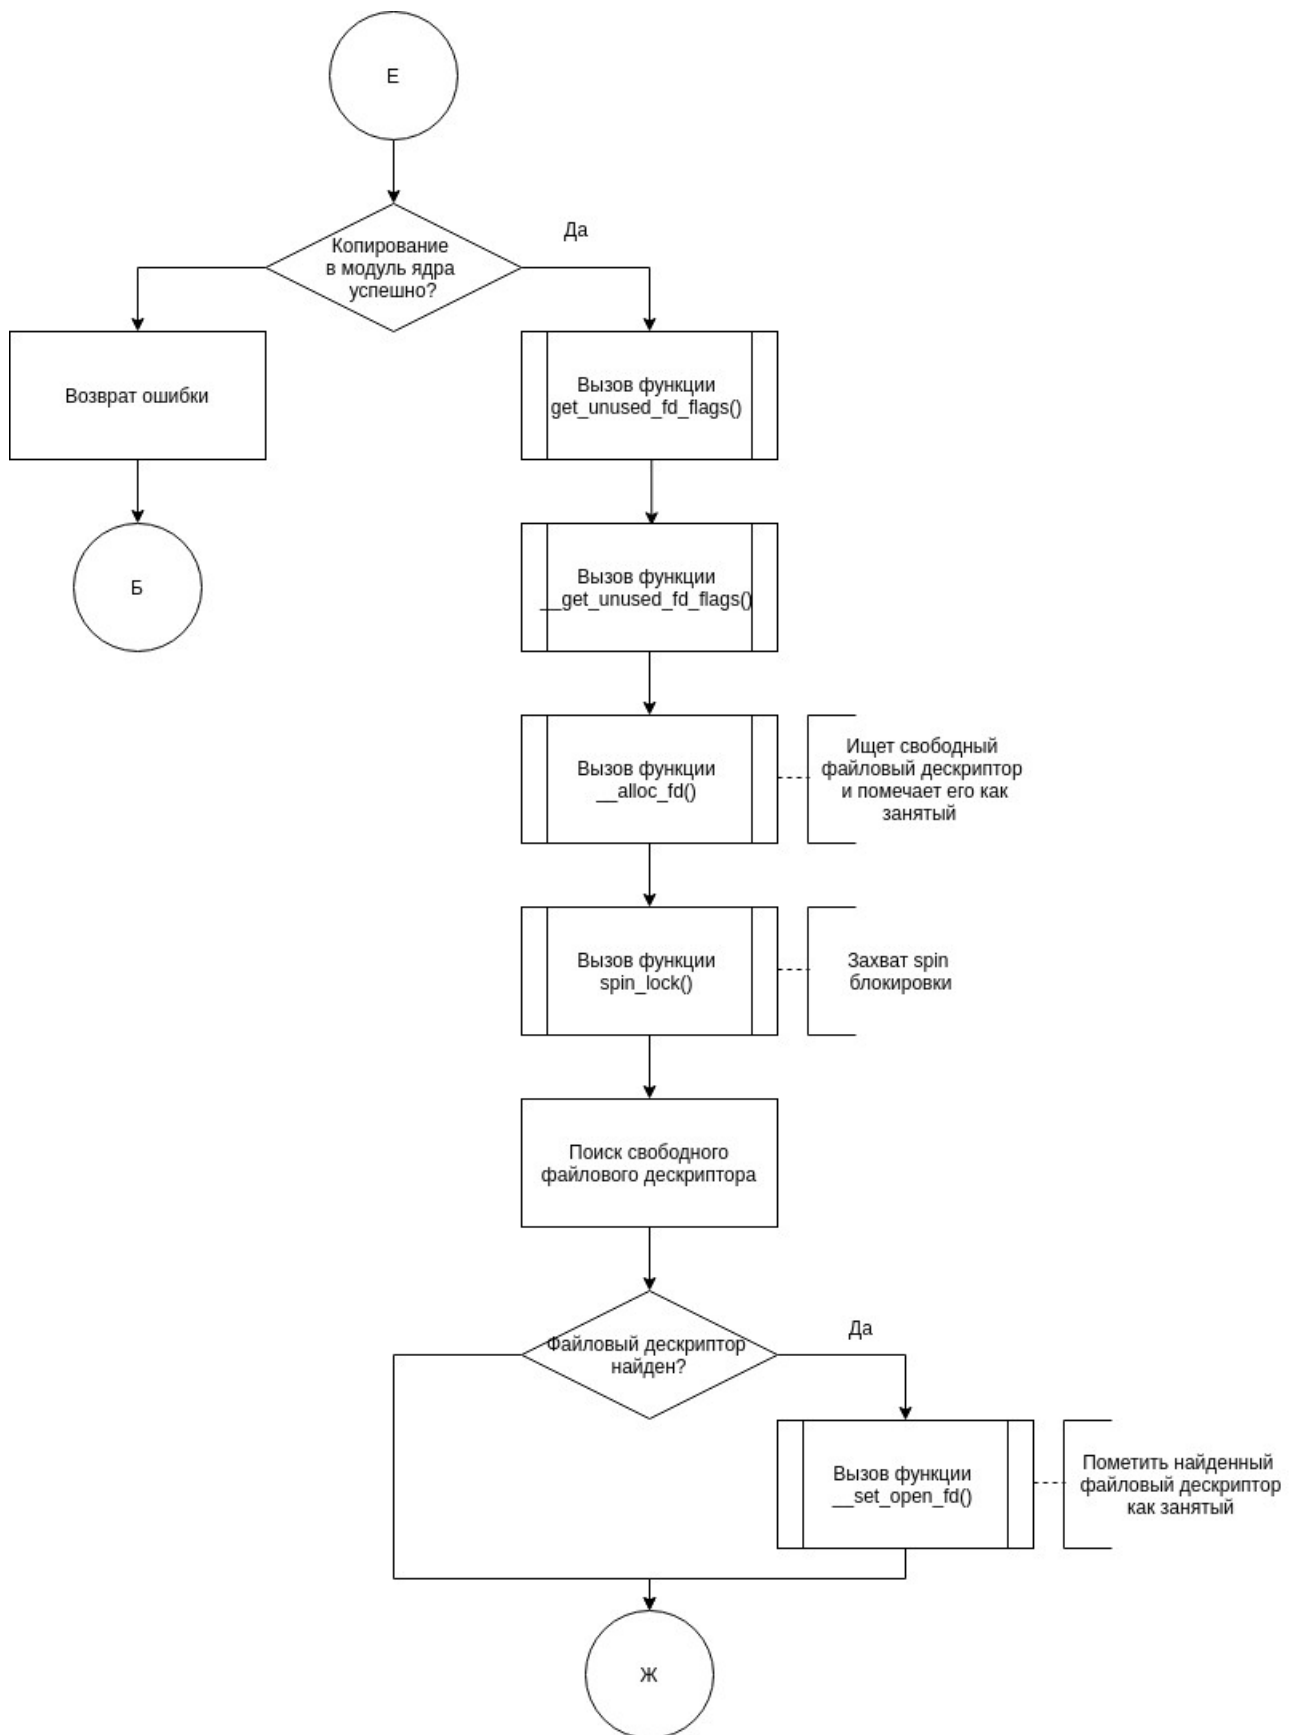 Е
Да
Копирование
в модуль ядра
успешно?
Возврат ошибки
Вызов функции
get_unused_fd_flags()
Б
Вызов функции
__get_unused_fd_flags()
Вызов функции
__alloc_fd()
Ищет свободный
файловый дескриптор
и помечает его как
занятый
Вызов функции
spin_lock()
Захват spin
блокировки
Поиск свободного
файлового дескриптора
Файловый дескриптор
найден?
Да
Вызов функции
__set_open_fd()
Пометить найденный
файловый дескриптор
как занятый
Ж